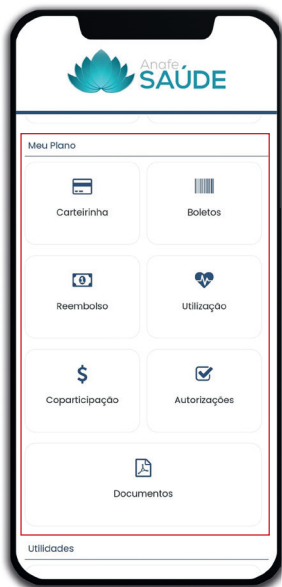 Anafe
SAÚDE
Meu Plano
Carteirinha
Boletos
Reembolso
Utilização
Coparticipação
Autorizações
Documentos
Utilidades